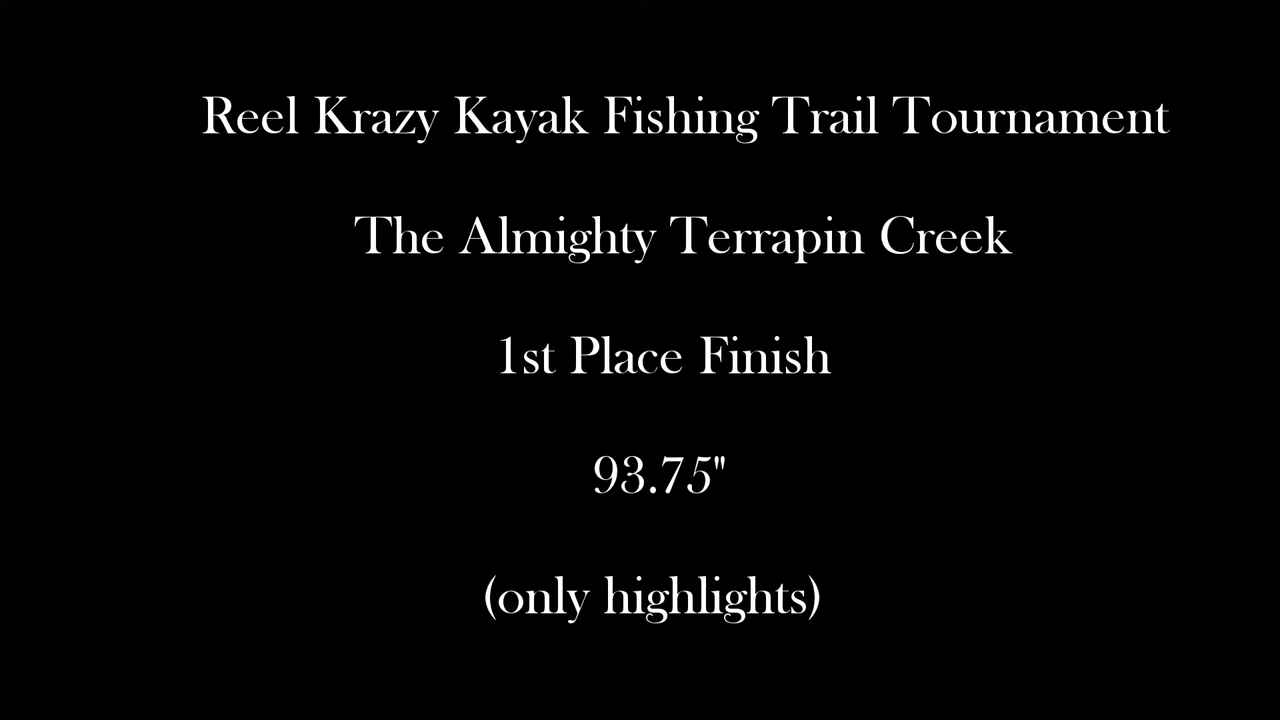 Reel Krazy Kayak Fishing Trail Tournament
The Almighty Terrapin Creek
1st Place Finish
93.75"
(only highlights)